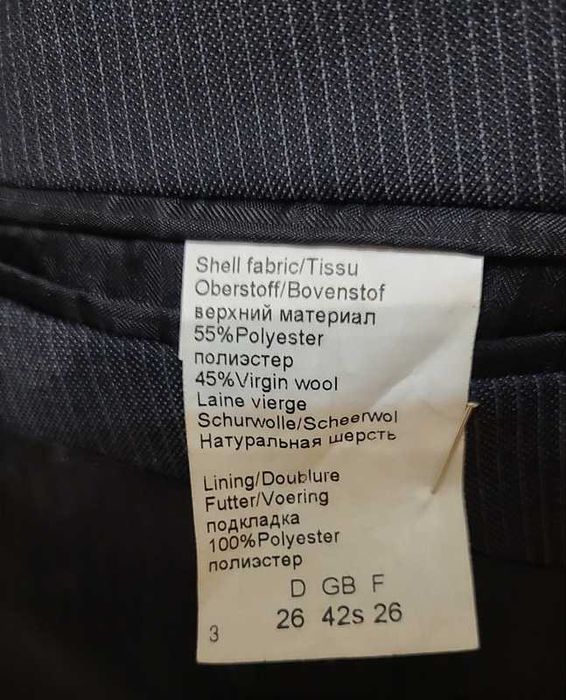 Shell fabric/Tissu
Oberstoff/Bovenstof
верхний материал
55%Polyester
полиэстер
45%Virgin wool
Laine vierge
Schurwolle/Scheerwol
Натуральная шерсть
Lining/Doublure
Futter/Voering
подкладка
100%Polyester
полиэстер
D GB F
26 42s 26
3